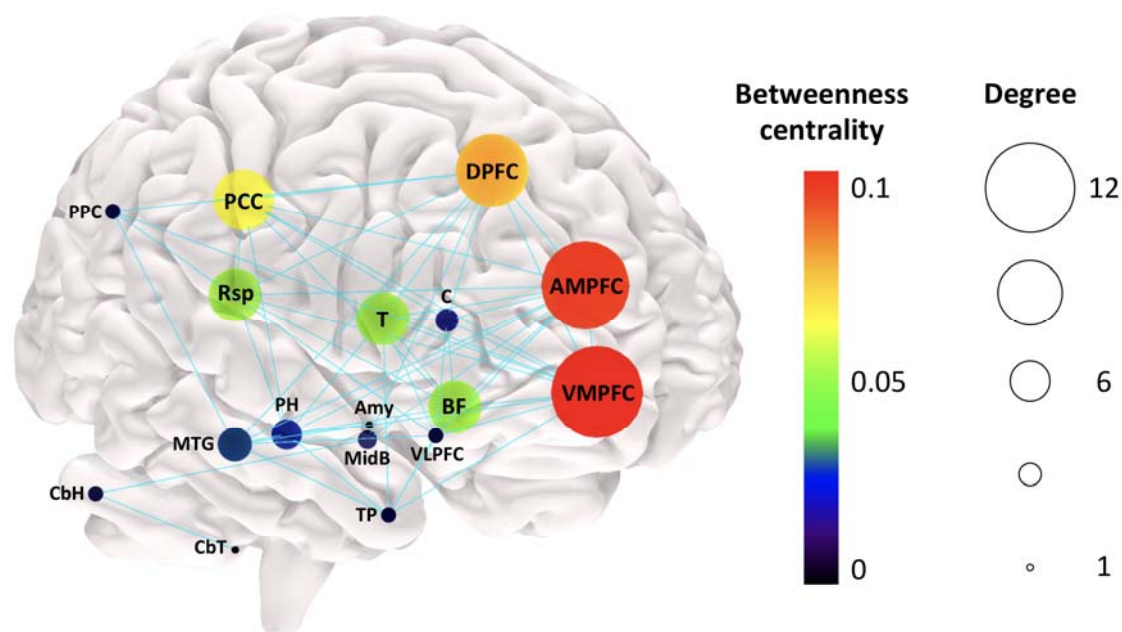 Betweenness
centrality
Degree
0.1
0.05
0
12
6
1
DPFC
PCC
PPC
AMPFC
Rsp
C
T
VMPFC
BF
PH
Amy
MTG
MidB
VLPFC
CbH
TP
CbT